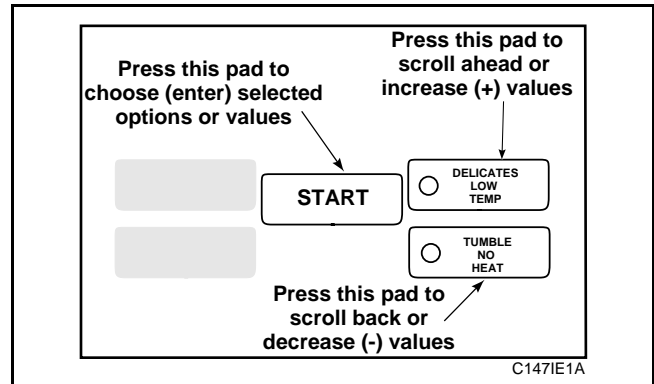 Press this pad to
choose (enter) selected
options or values
Press this pad to
scroll ahead or
increase (+) values
START
DELICATES
LOW
TEMP
TUMBLE
NO
HEAT
Press this pad to
scroll back or
decrease (-) values
C147IE1A